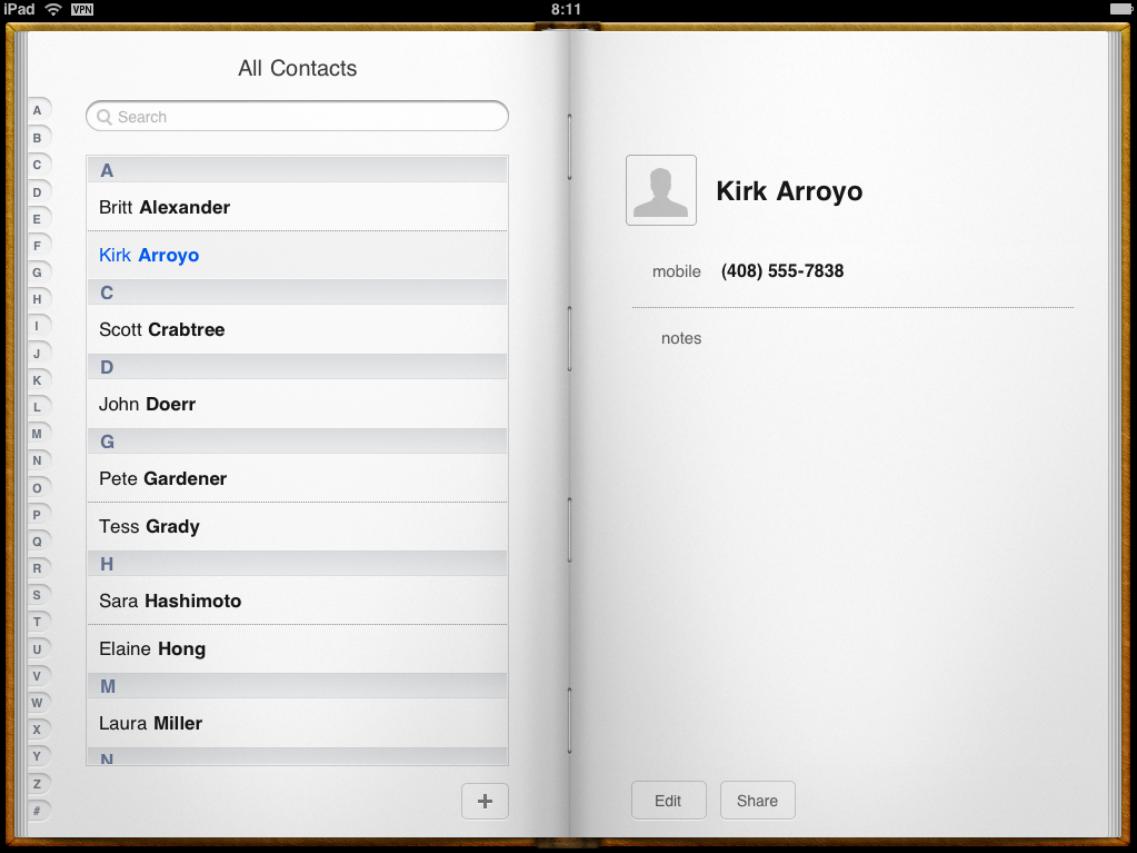 iPad VPN 8:11
All Contacts
Search
A
B
C
D
E
F
G
H
I
J
K
L
M
N
O
P
Q
R
S
T
U
V
W
X
Y
Z
#
A
Britt Alexander
Kirk Arroyo
C
Scott Crabtree
D
John Doerr
G
Pete Gardener
Tess Grady
H
Sara Hashimoto
Elaine Hong
M
Laura Miller
N
+
Kirk Arroyo
mobile (408) 555-7838
notes
Edit Share